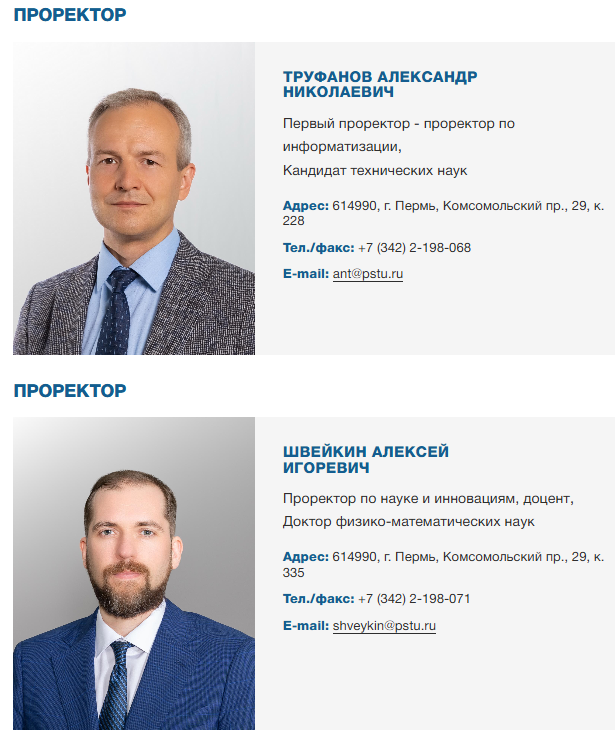 ПРОРЕКТОР
ТРУФАНОВ АЛЕКСАНДР
НИКОЛАЕВИЧ
Первый проректор - проректор по
информатизации,
Кандидат технических наук
Адрес: 614990, г. Пермь, Комсомольский пр., 29, к.
228
Тел./факс: +7 (342) 2-198-068
E-mail: ant@pstu.ru
ПРОРЕКТОР
ШВЕЙКИН АЛЕКСЕЙ
ИГОРЕВИЧ
Проректор по науке и инновациям, доцент,
Доктор физико-математических наук
Адрес: 614990, г. Пермь, Комсомольский пр., 29, к.
335
Тел./факс: +7 (342) 2-198-071
E-mail: shveykin@pstu.ru